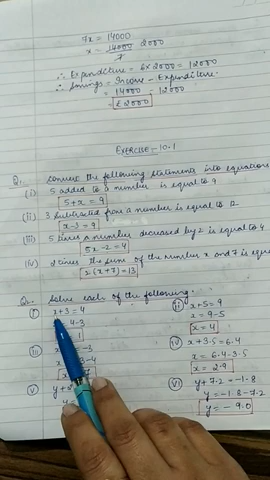 7x = 14000
x = 14000 2000
7
∴ Expenditure = 6 x 2000 = 12000
∴ Savings = Income - Expenditure.
= 14000 - 12000
= ₤ 2000
EXERCISE - 10.1
Q. Convert the following statements into equations
(i) 5 added to a number is equal to 9
5 + x = 9
(ii) 3 subtracted from a number is equal to 12
x - 3 = 9
(iii) 5 times a number decreased by 2 is equal to 4
5x - 2 = 4
(iv) 2 times the sum of the number x and 7 is equal
2(x+7) = 13
Q. Solve each of the following:
(i) x + 3 = 4
4 - 3
1
ii x + 5 = 9
x = 9 - 5
x = 4
iii
x
iv x + 3.5 = 6.4
x = 6.4 - 3.5
x = 2.9
v y +
VI y + 7.2 = -1.8
y = -1.8 - 7.2
y = - 9.0